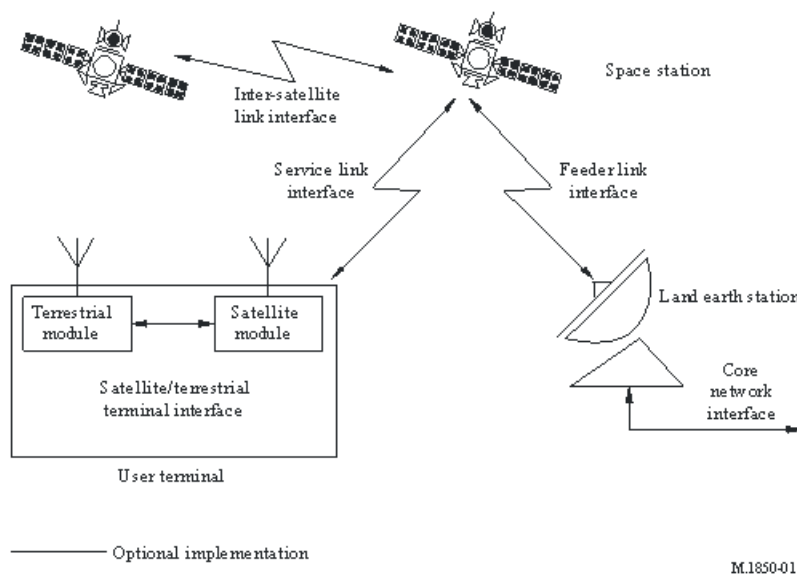 Space station
Inter-satellite
link interface
Service link
interface
Feeder link
interface
Terrestrial
module
Satellite
module
Land earth station
Satellite/terrestrial
terminal interface
Core
network
interface
User terminal
Optional implementation
M.1850-01